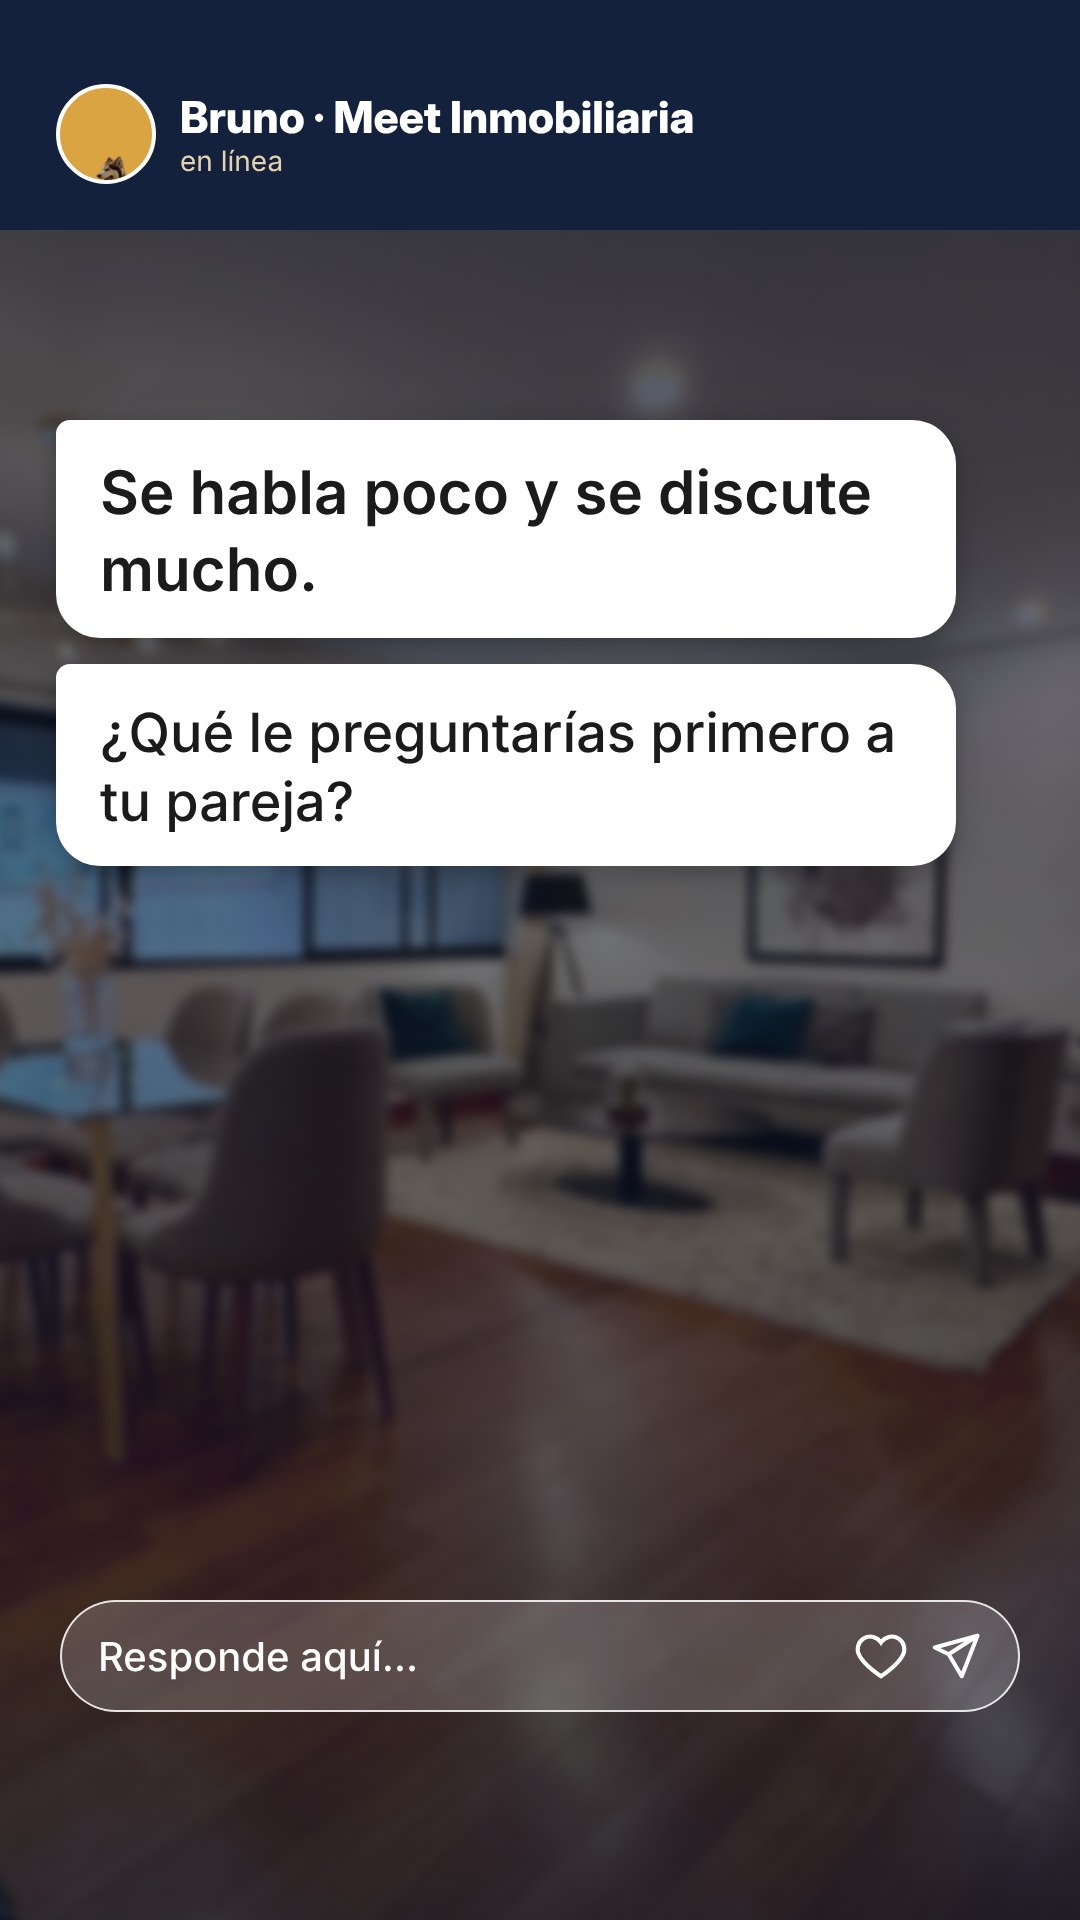 Bruno · Meet Inmobiliaria
en línea
Se habla poco y se discute
mucho.
¿Qué le preguntarías primero a
tu pareja?
Responde aquí...